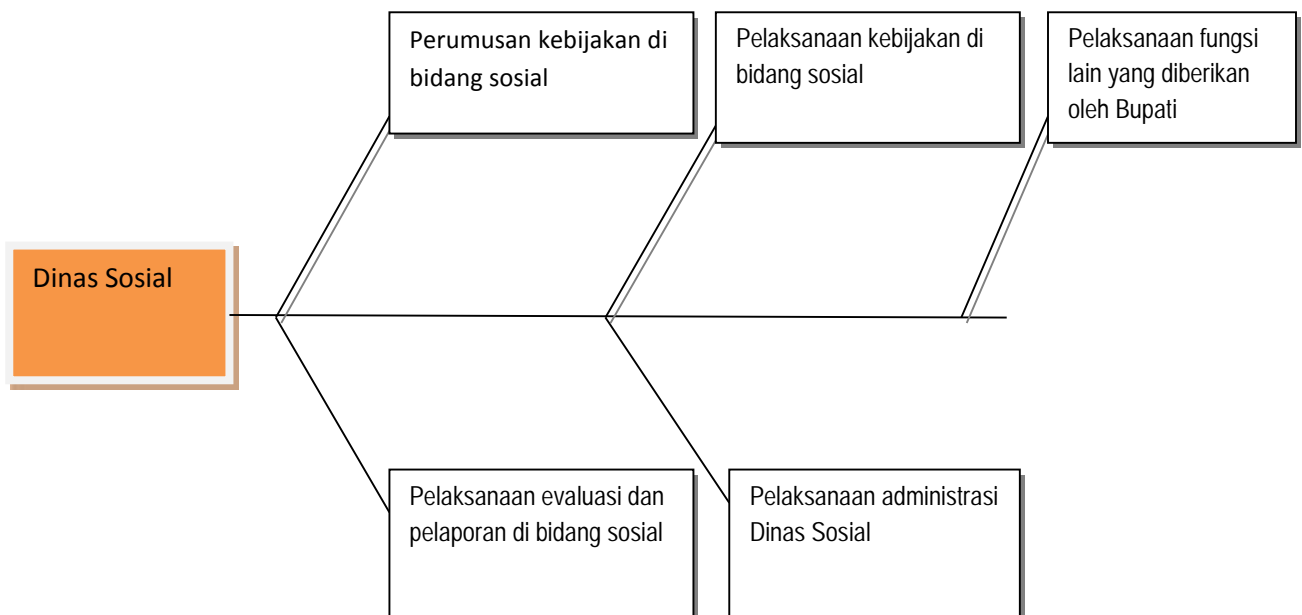 Perumusan kebijakan di
bidang sosial
Pelaksanaan kebijakan di
bidang sosial
Pelaksanaan fungsi
lain yang diberikan
oleh Bupati
Dinas Sosial
Pelaksanaan evaluasi dan
pelaporan di bidang sosial
Pelaksanaan administrasi
Dinas Sosial